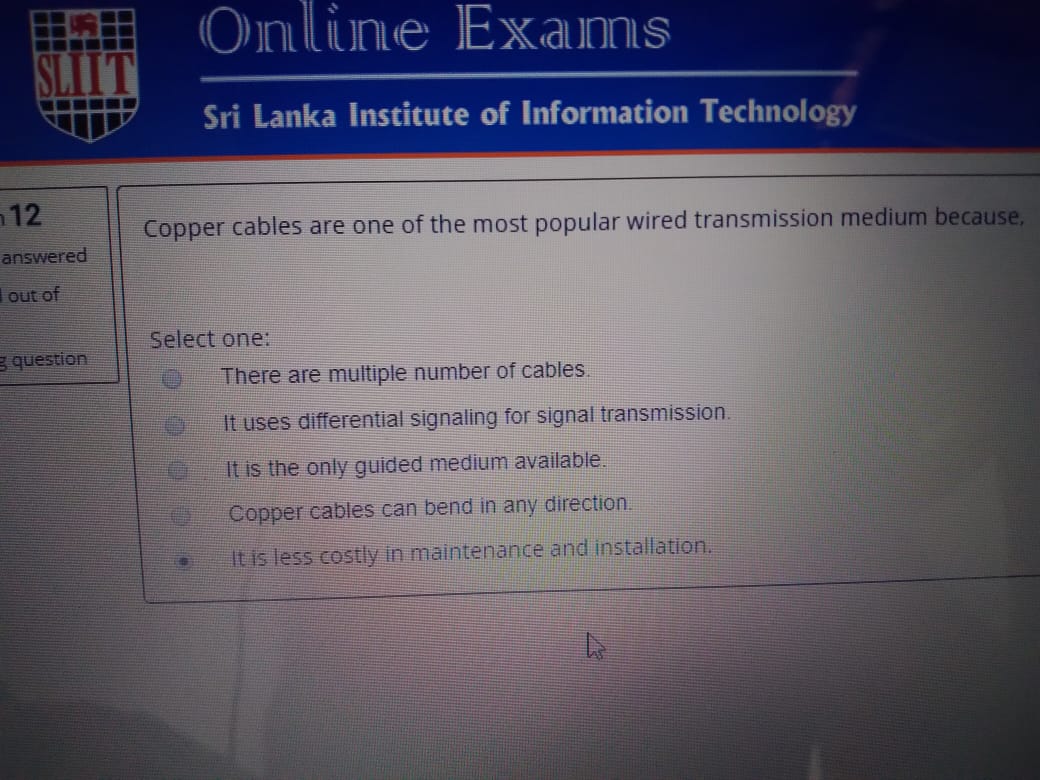 Online Exams
SLIIT
Sri Lanka Institute of Information Technology
12
answered
out of
question
Copper cables are one of the most popular wired transmission medium because,
Select one:
There are multiple number of cables.
It uses differential signaling for signal transmission.
It is the only guided medium available.
Copper cables can bend in any direction.
It is less costly in maintenance and installation.